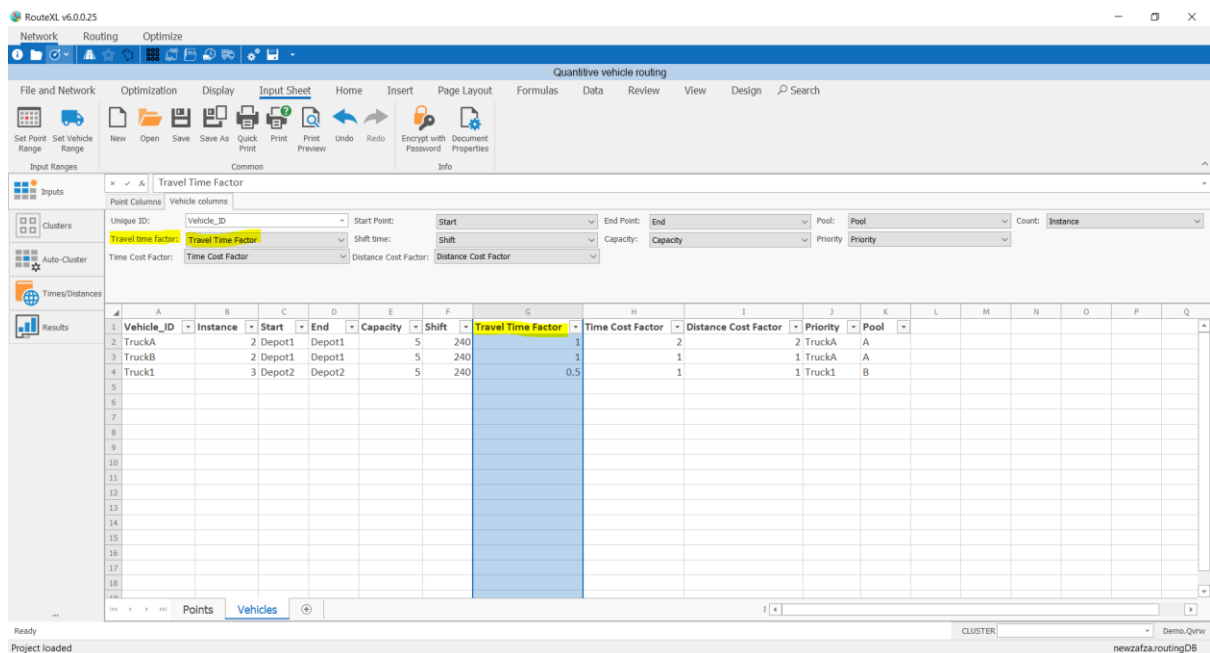 RouteXL v6.0.0.25
Network Routing Optimize
Quantitive vehicle routing
File and Network Optimization Display Input Sheet Home Insert Page Layout Formulas Data Review View Design Search
Set Point Range Set Vehicle Range New Open Save Save As Quick Print Print Print Preview Undo Redo Encrypt with Password Document Properties
Input Ranges Common Info
Inputs
Travel Time Factor
Point Columns Vehicle columns
Unique ID: Vehicle_ID Start Point: Start End Point: End Pool: Pool Count: Instance
Clusters
Travel time factor: Travel Time Factor Shift time: Shift Capacity: Capacity Priority Priority
Auto-Cluster
Time Cost Factor: Time Cost Factor Distance Cost Factor: Distance Cost Factor
Times/Distances
Results
A B C D E F G H I J K L M N O P Q
1 Vehicle_ID Instance Start End Capacity Shift Travel Time Factor Time Cost Factor Distance Cost Factor Priority Pool
2 TruckA 2 Depot1 Depot1 5 240 1 2 2 TruckA A
3 TruckB 2 Depot1 Depot1 5 240 1 1 1 TruckA A
4 Truck1 3 Depot2 Depot2 5 240 0.5 1 1 Truck1 B
5
6
7
8
9
10
11
12
13
14
15
16
17
18
... Points Vehicles
Ready CLUSTER Demo.Qvrw
Project loaded newzafza.routingDB